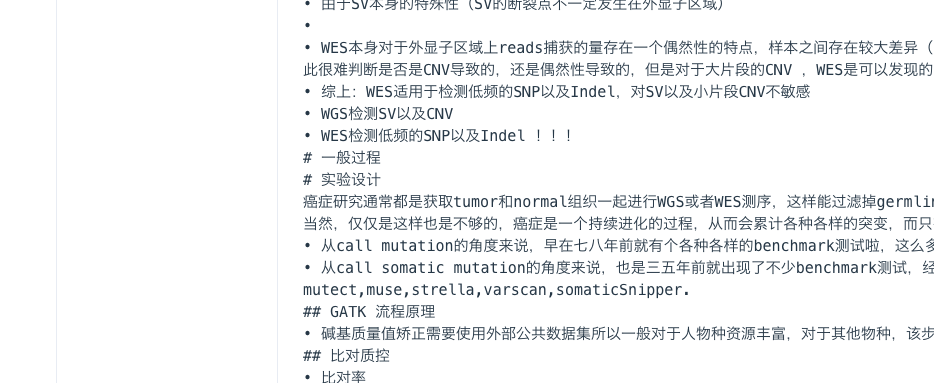 • 由于SV本身的特殊性（SV的断裂点不一定发生在外显子区域）
•
• WES本身对于外显子区域上reads捕获的量存在一个偶然性的特点，样本之间存在较大差异（
此很难判断是否是CNV导致的，还是偶然性导致的，但是对于大片段的CNV ，WES是可以发现的
• 综上：WES适用于检测低频的SNP以及Indel，对SV以及小片段CNV不敏感
• WGS检测SV以及CNV
• WES检测低频的SNP以及Indel ！！！
# 一般过程
# 实验设计
癌症研究通常都是获取tumor和normal组织一起进行WGS或者WES测序，这样能过滤掉germlin
当然，仅仅是这样也是不够的，癌症是一个持续进化的过程，从而会累计各种各样的突变，而只
• 从call mutation的角度来说，早在七八年前就有个各种各样的benchmark测试啦，这么多
• 从call somatic mutation的角度来说，也是三五年前就出现了不少benchmark测试，经
mutect,muse,strella,varscan,somaticSnipper.
## GATK 流程原理
• 碱基质量值矫正需要使用外部公共数据集所以一般对于人物种资源丰富，对于其他物种，该步
## 比对质控
• 比对率